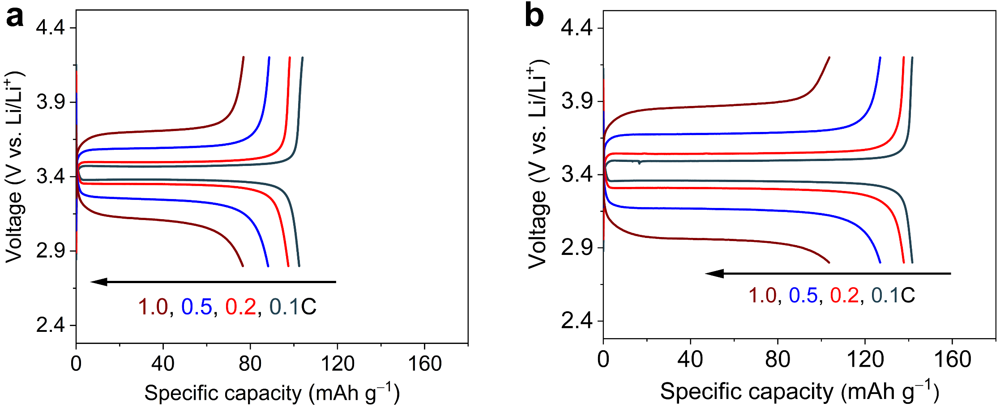 a
4.4
3.9
3.4
2.9
2.4
Voltage (V vs. Li/Li⁺)
1.0, 0.5, 0.2, 0.1C
0 40 80 120 160
Specific capacity (mAh g⁻¹)
b
4.4
3.9
3.4
2.9
2.4
Voltage (V vs. Li/Li⁺)
1.0, 0.5, 0.2, 0.1C
0 40 80 120 160
Specific capacity (mAh g⁻¹)